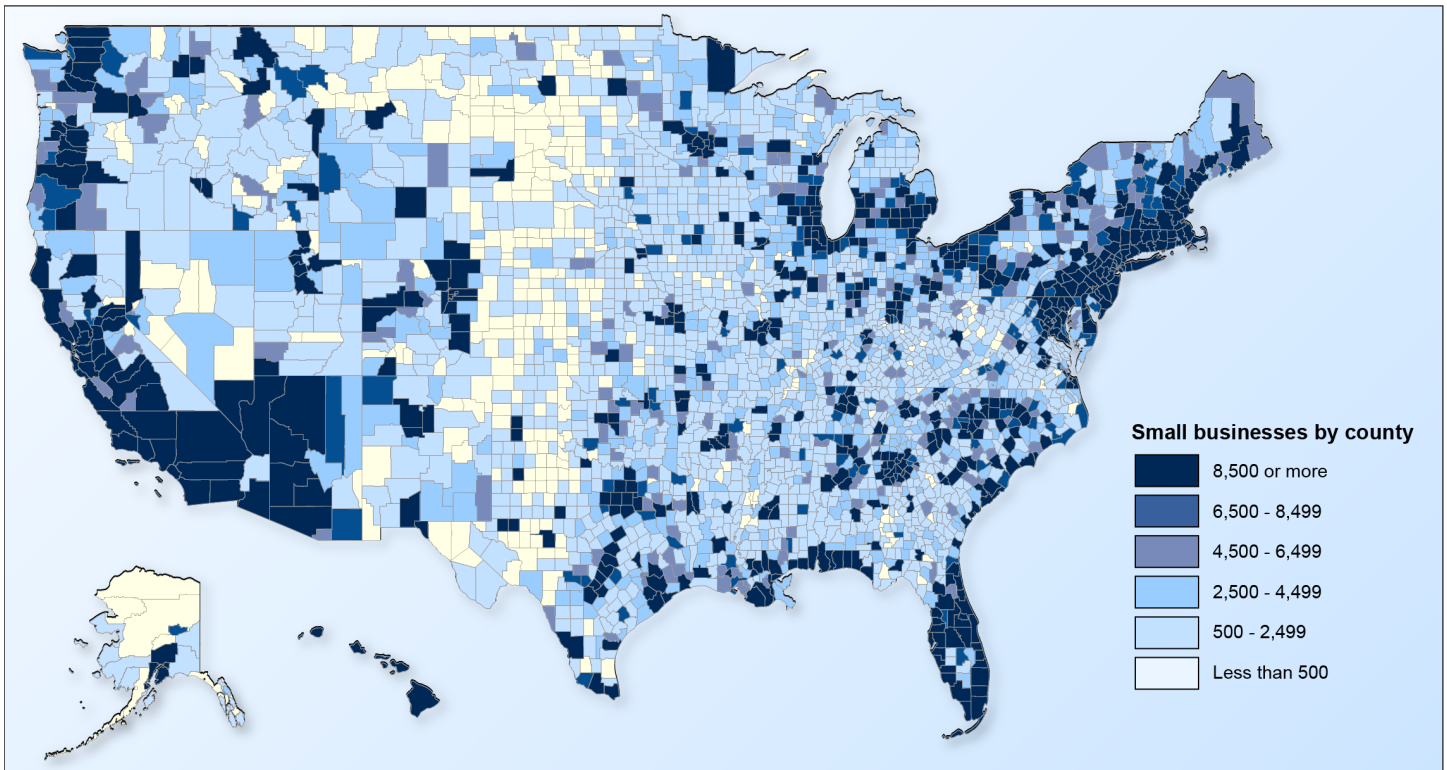 Small businesses by county
8,500 or more
6,500 - 8,499
4,500 - 6,499
2,500 - 4,499
500 - 2,499
Less than 500